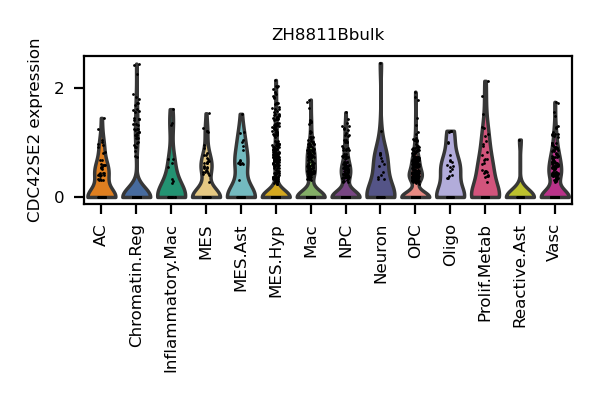 ZH8811Bbulk
CDC42SE2 expression
2
0
AC
Chromatin.Reg
Inflammatory.Mac
MES
MES.Ast
MES.Hyp
Mac
NPC
Neuron
OPC
Oligo
Prolif.Metab
Reactive.Ast
Vasc